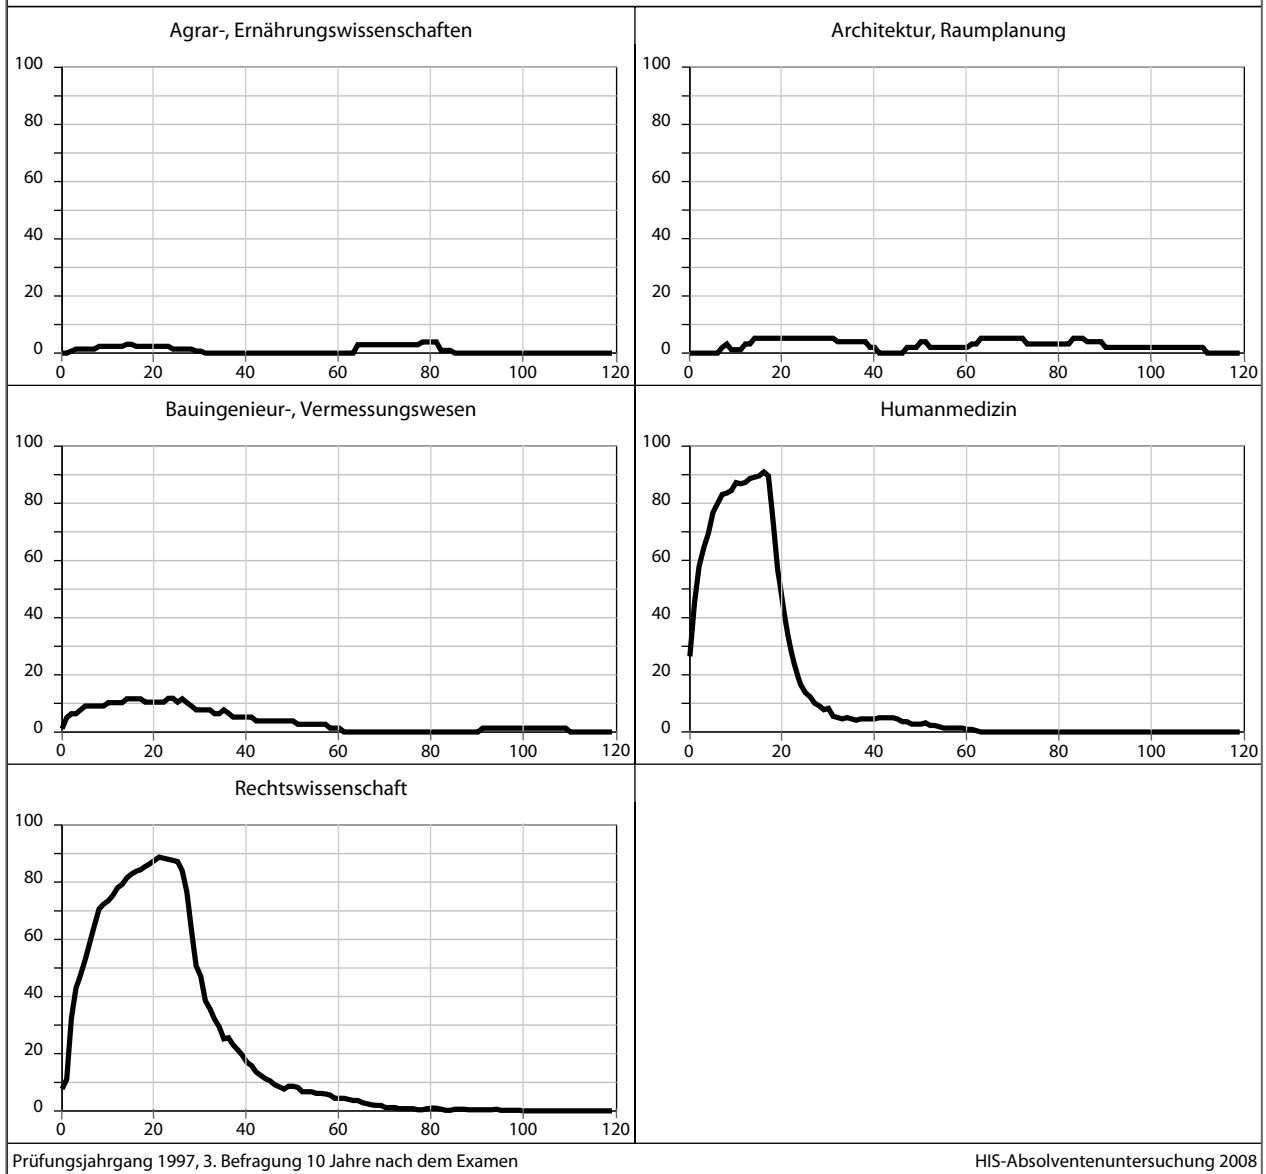 Agrar-, Ernährungswissenschaften
100
80
60
40
20
0
0 20 40 60 80 100 120
Architektur, Raumplanung
100
80
60
40
20
0
0 20 40 60 80 100 120
Bauingenieur-, Vermessungswesen
100
80
60
40
20
0
0 20 40 60 80 100 120
Humanmedizin
100
80
60
40
20
0
0 20 40 60 80 100 120
Rechtswissenschaft
100
80
60
40
20
0
0 20 40 60 80 100 120
Prüfungsjahrgang 1997, 3. Befragung 10 Jahre nach dem Examen
HIS-Absolventenuntersuchung 2008